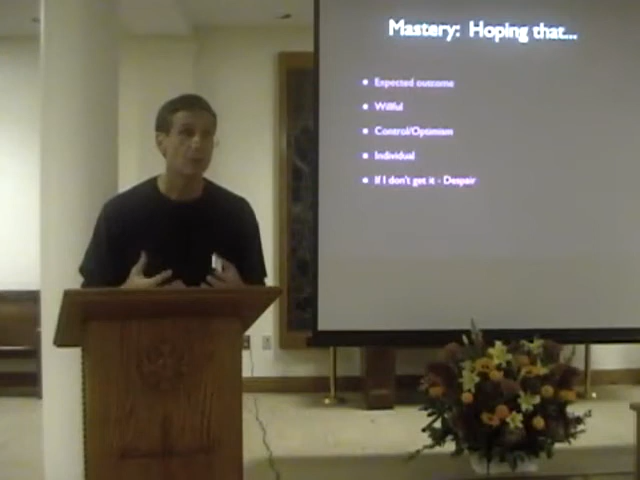 Mastery: Hoping that...
• Expected outcome
• Willful
• Control/Optimism
• Individual
• If I don't get it - Despair